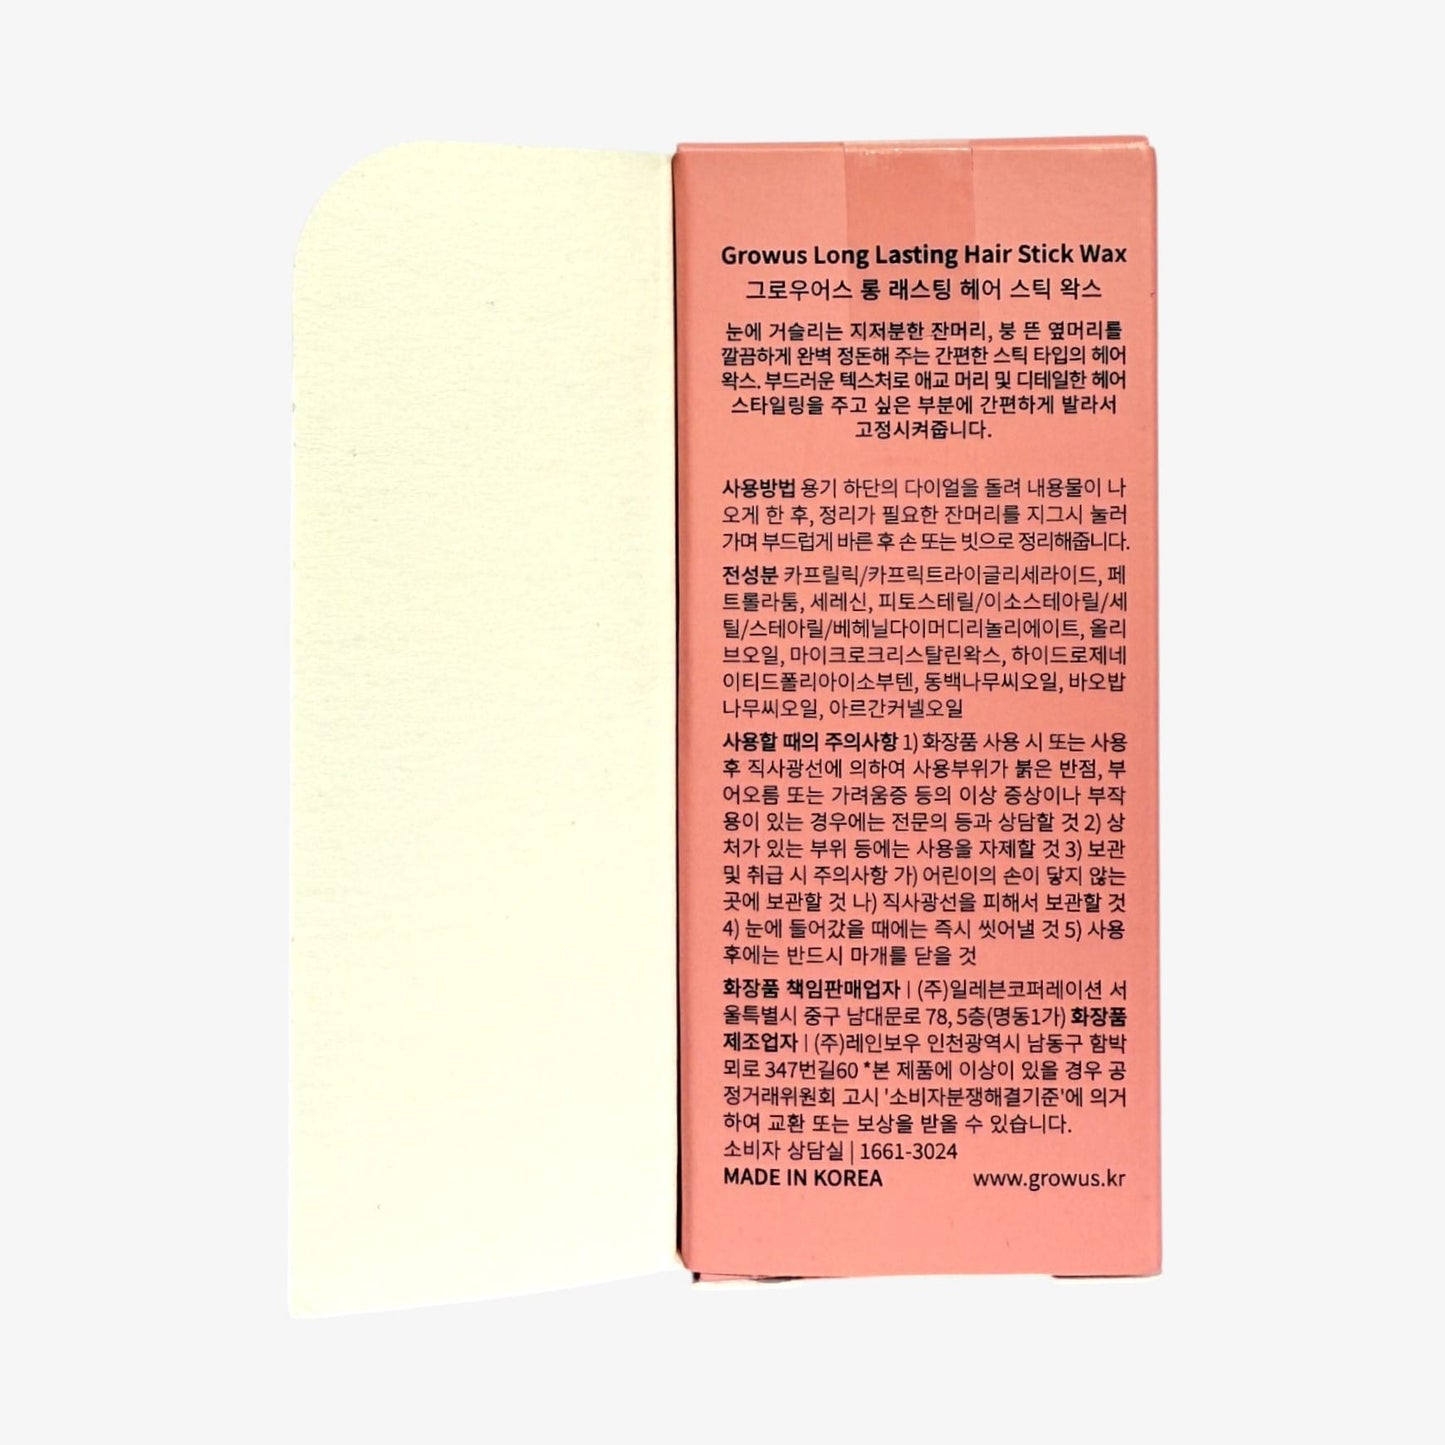 Growus Long Lasting Hair Stick Wax
그로우어스 롱 래스팅 헤어 스틱 왁스
눈에 거슬리는 지저분한 잔머리, 붕 뜬 옆머리를
깔끔하게 완벽 정돈해 주는 간편한 스틱 타입의 헤어
왁스. 부드러운 텍스처로 애교 머리 및 디테일한 헤어
스타일링을 주고 싶은 부분에 간편하게 발라서
고정시켜줍니다.
사용방법 용기 하단의 다이얼을 돌려 내용물이 나
오게 한 후, 정리가 필요한 잔머리를 지그시 눌러
가며 부드럽게 바른 후 손 또는 빗으로 정리해줍니다.
전성분 카프릴릭/카프릭트라이글리세라이드, 페
트롤라툼, 세레신, 피토스테릴/이소스테아릴/세
틸/스테아릴/베헤닐다이머디리놀리에이트, 올리
브오일, 마이크로크리스탈린왁스, 하이드로제네
이티드폴리아이소부텐, 동백나무씨오일, 바오밥
나무씨오일, 아르간커넬오일
사용할 때의 주의사항 1) 화장품 사용 시 또는 사용
후 직사광선에 의하여 사용부위가 붉은 반점, 부
어오름 또는 가려움증 등의 이상 증상이나 부작
용이 있는 경우에는 전문의 등과 상담할 것 2) 상
처가 있는 부위 등에는 사용을 자제할 것 3) 보관
및 취급 시 주의사항 가) 어린이의 손이 닿지 않는
곳에 보관할 것 나) 직사광선을 피해서 보관할 것
4) 눈에 들어갔을 때에는 즉시 씻어낼 것 5) 사용
후에는 반드시 마개를 닫을 것
화장품 책임판매업자 | (주)일레븐코퍼레이션 서
울특별시 중구 남대문로 78, 5층(명동1가) 화장품
제조업자 | (주)레인보우 인천광역시 남동구 함박
뫼로 347번길60 *본 제품에 이상이 있을 경우 공
정거래위원회 고시 '소비자분쟁해결기준'에 의거
하여 교환 또는 보상을 받을 수 있습니다.
소비자 상담실 | 1661-3024
MADE IN KOREA www.growus.kr